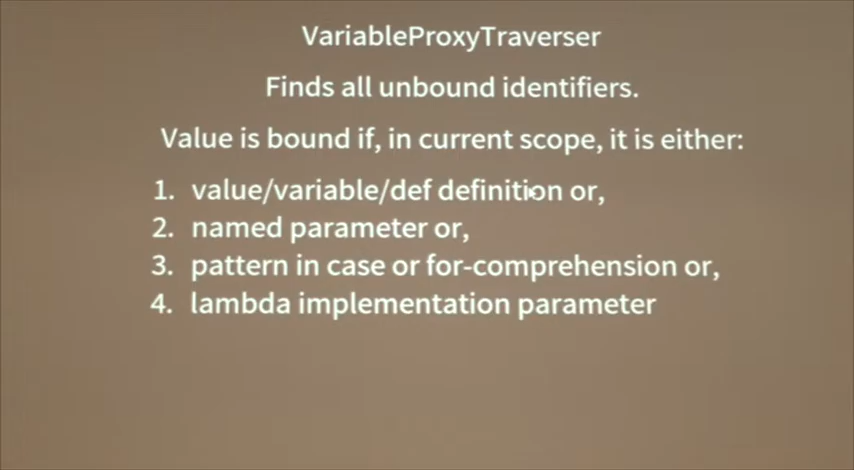 VariableProxyTraverser
Finds all unbound identifiers.
Value is bound if, in current scope, it is either:
1. value/variable/def definition or,
2. named parameter or,
3. pattern in case or for-comprehension or,
4. lambda implementation parameter